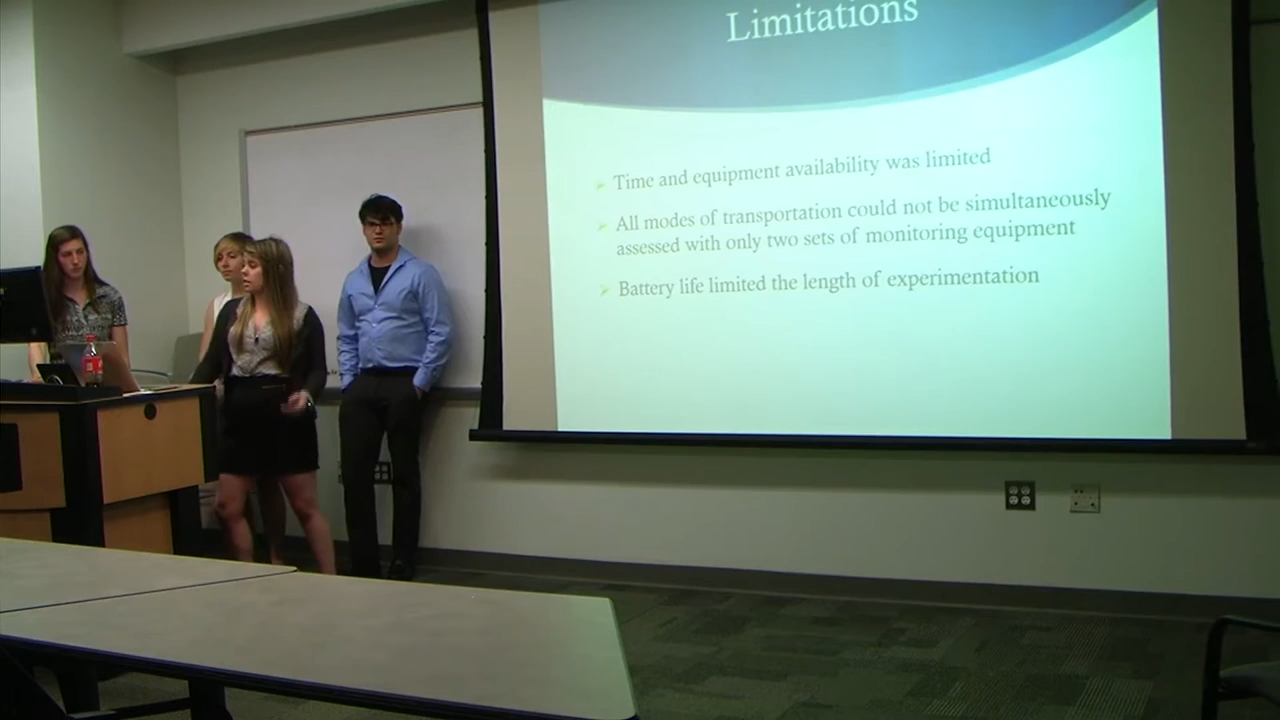 Limitations
Time and equipment availability was limited
All modes of transportation could not be simultaneously
assessed with only two sets of monitoring equipment
Battery life limited the length of experimentation